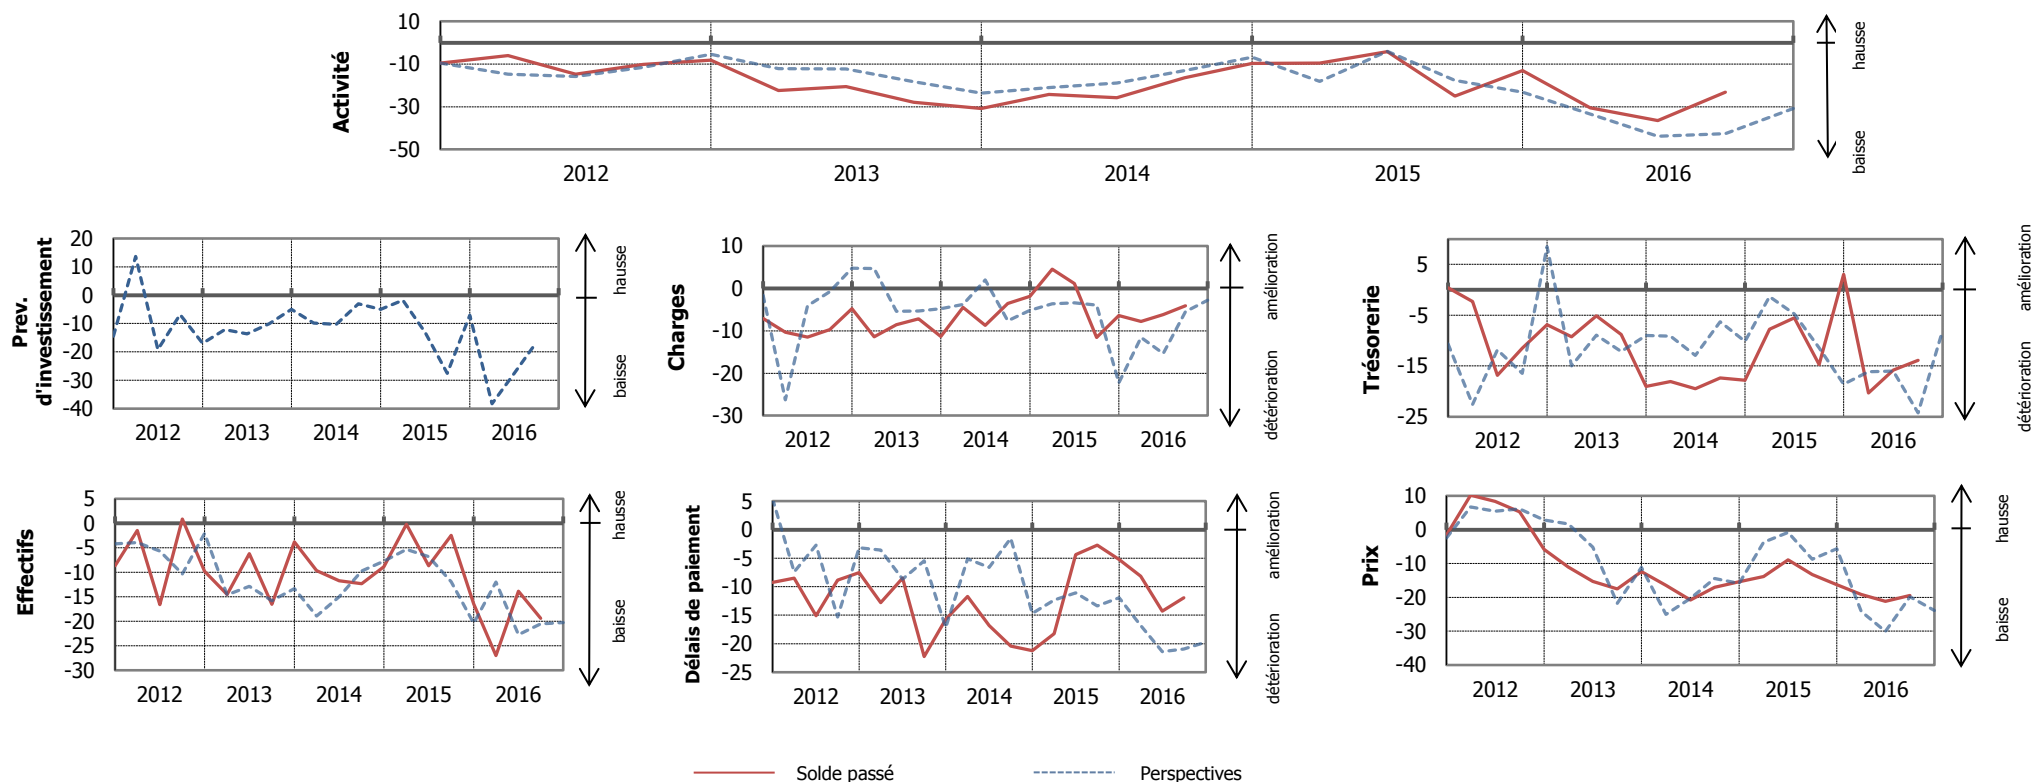 Activité
10
-10
-30
-50
2012 2013 2014 2015 2016
hausse
baisse
Prev.
d'investissement
20
10
0
-10
-20
-30
-40
2012 2013 2014 2015 2016
hausse
baisse
Charges
10
0
-10
-20
-30
2012 2013 2014 2015 2016
amélioration
détérioration
Trésorerie
5
-5
-15
-25
2012 2013 2014 2015 2016
amélioration
détérioration
Effectifs
5
0
-5
-10
-15
-20
-25
-30
2012 2013 2014 2015 2016
hausse
baisse
Délais de paiement
5
0
-5
-10
-15
-20
-25
2012 2013 2014 2015 2016
amélioration
détérioration
Prix
10
0
-10
-20
-30
-40
2012 2013 2014 2015 2016
hausse
baisse
Solde passé Perspectives